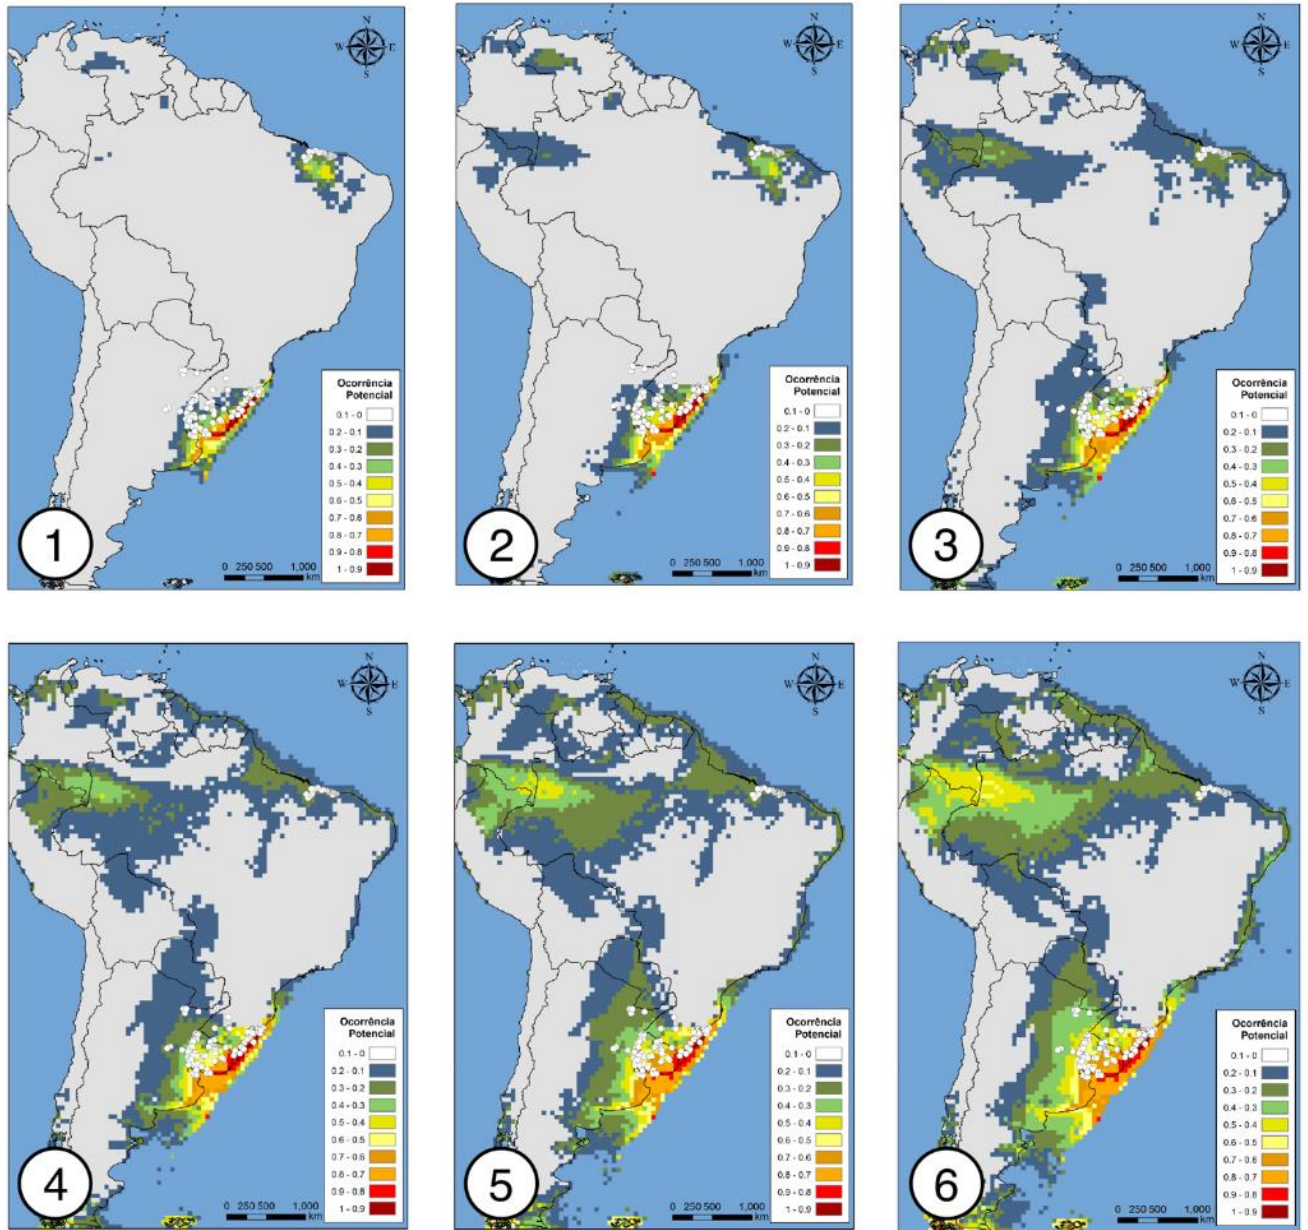 N
W E
S
Ocorrência
Potencial
0.1 - 0
0.2 - 0.1
0.3 - 0.2
0.4 - 0.3
0.5 - 0.4
0.6 - 0.5
0.7 - 0.6
0.8 - 0.7
0.9 - 0.8
1 - 0.9
0 250 500 1,000
km
1
N
W E
S
Ocorrência
Potencial
0.1 - 0
0.2 - 0.1
0.3 - 0.2
0.4 - 0.3
0.5 - 0.4
0.6 - 0.5
0.7 - 0.6
0.8 - 0.7
0.9 - 0.8
1 - 0.9
0 250 500 1,000
km
2
N
W E
S
Ocorrência
Potencial
0.1 - 0
0.2 - 0.1
0.3 - 0.2
0.4 - 0.3
0.5 - 0.4
0.6 - 0.5
0.7 - 0.6
0.8 - 0.7
0.9 - 0.8
1 - 0.9
0 250 500 1,000
km
3
N
W E
S
Ocorrência
Potencial
0.1 - 0
0.2 - 0.1
0.3 - 0.2
0.4 - 0.3
0.5 - 0.4
0.6 - 0.5
0.7 - 0.6
0.8 - 0.7
0.9 - 0.8
1 - 0.9
0 250 500 1,000
km
4
N
W E
S
Ocorrência
Potencial
0.1 - 0
0.2 - 0.1
0.3 - 0.2
0.4 - 0.3
0.5 - 0.4
0.6 - 0.5
0.7 - 0.6
0.8 - 0.7
0.9 - 0.8
1 - 0.9
0 250 500 1,000
km
5
N
W E
S
Ocorrência
Potencial
0.1 - 0
0.2 - 0.1
0.3 - 0.2
0.4 - 0.3
0.5 - 0.4
0.6 - 0.5
0.7 - 0.6
0.8 - 0.7
0.9 - 0.8
1 - 0.9
0 250 500 1,000
km
6